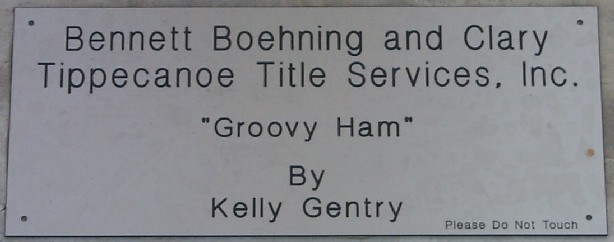 Bennett Boehning and Clary
Tippecanoe Title Services, Inc.
"Groovy Ham"
By
Kelly Gentry
Please Do Not Touch